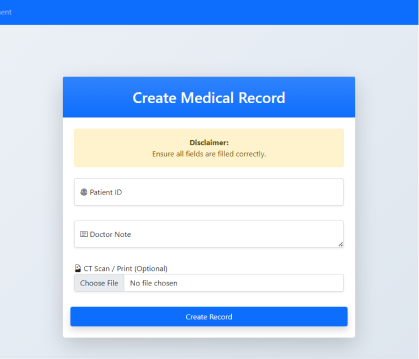 Create Medical Record
Disclaimer:
Ensure all fields are filled correctly.
Patient ID
Doctor Note
CT Scan / Print (Optional)
Choose File No file chosen
Create Record